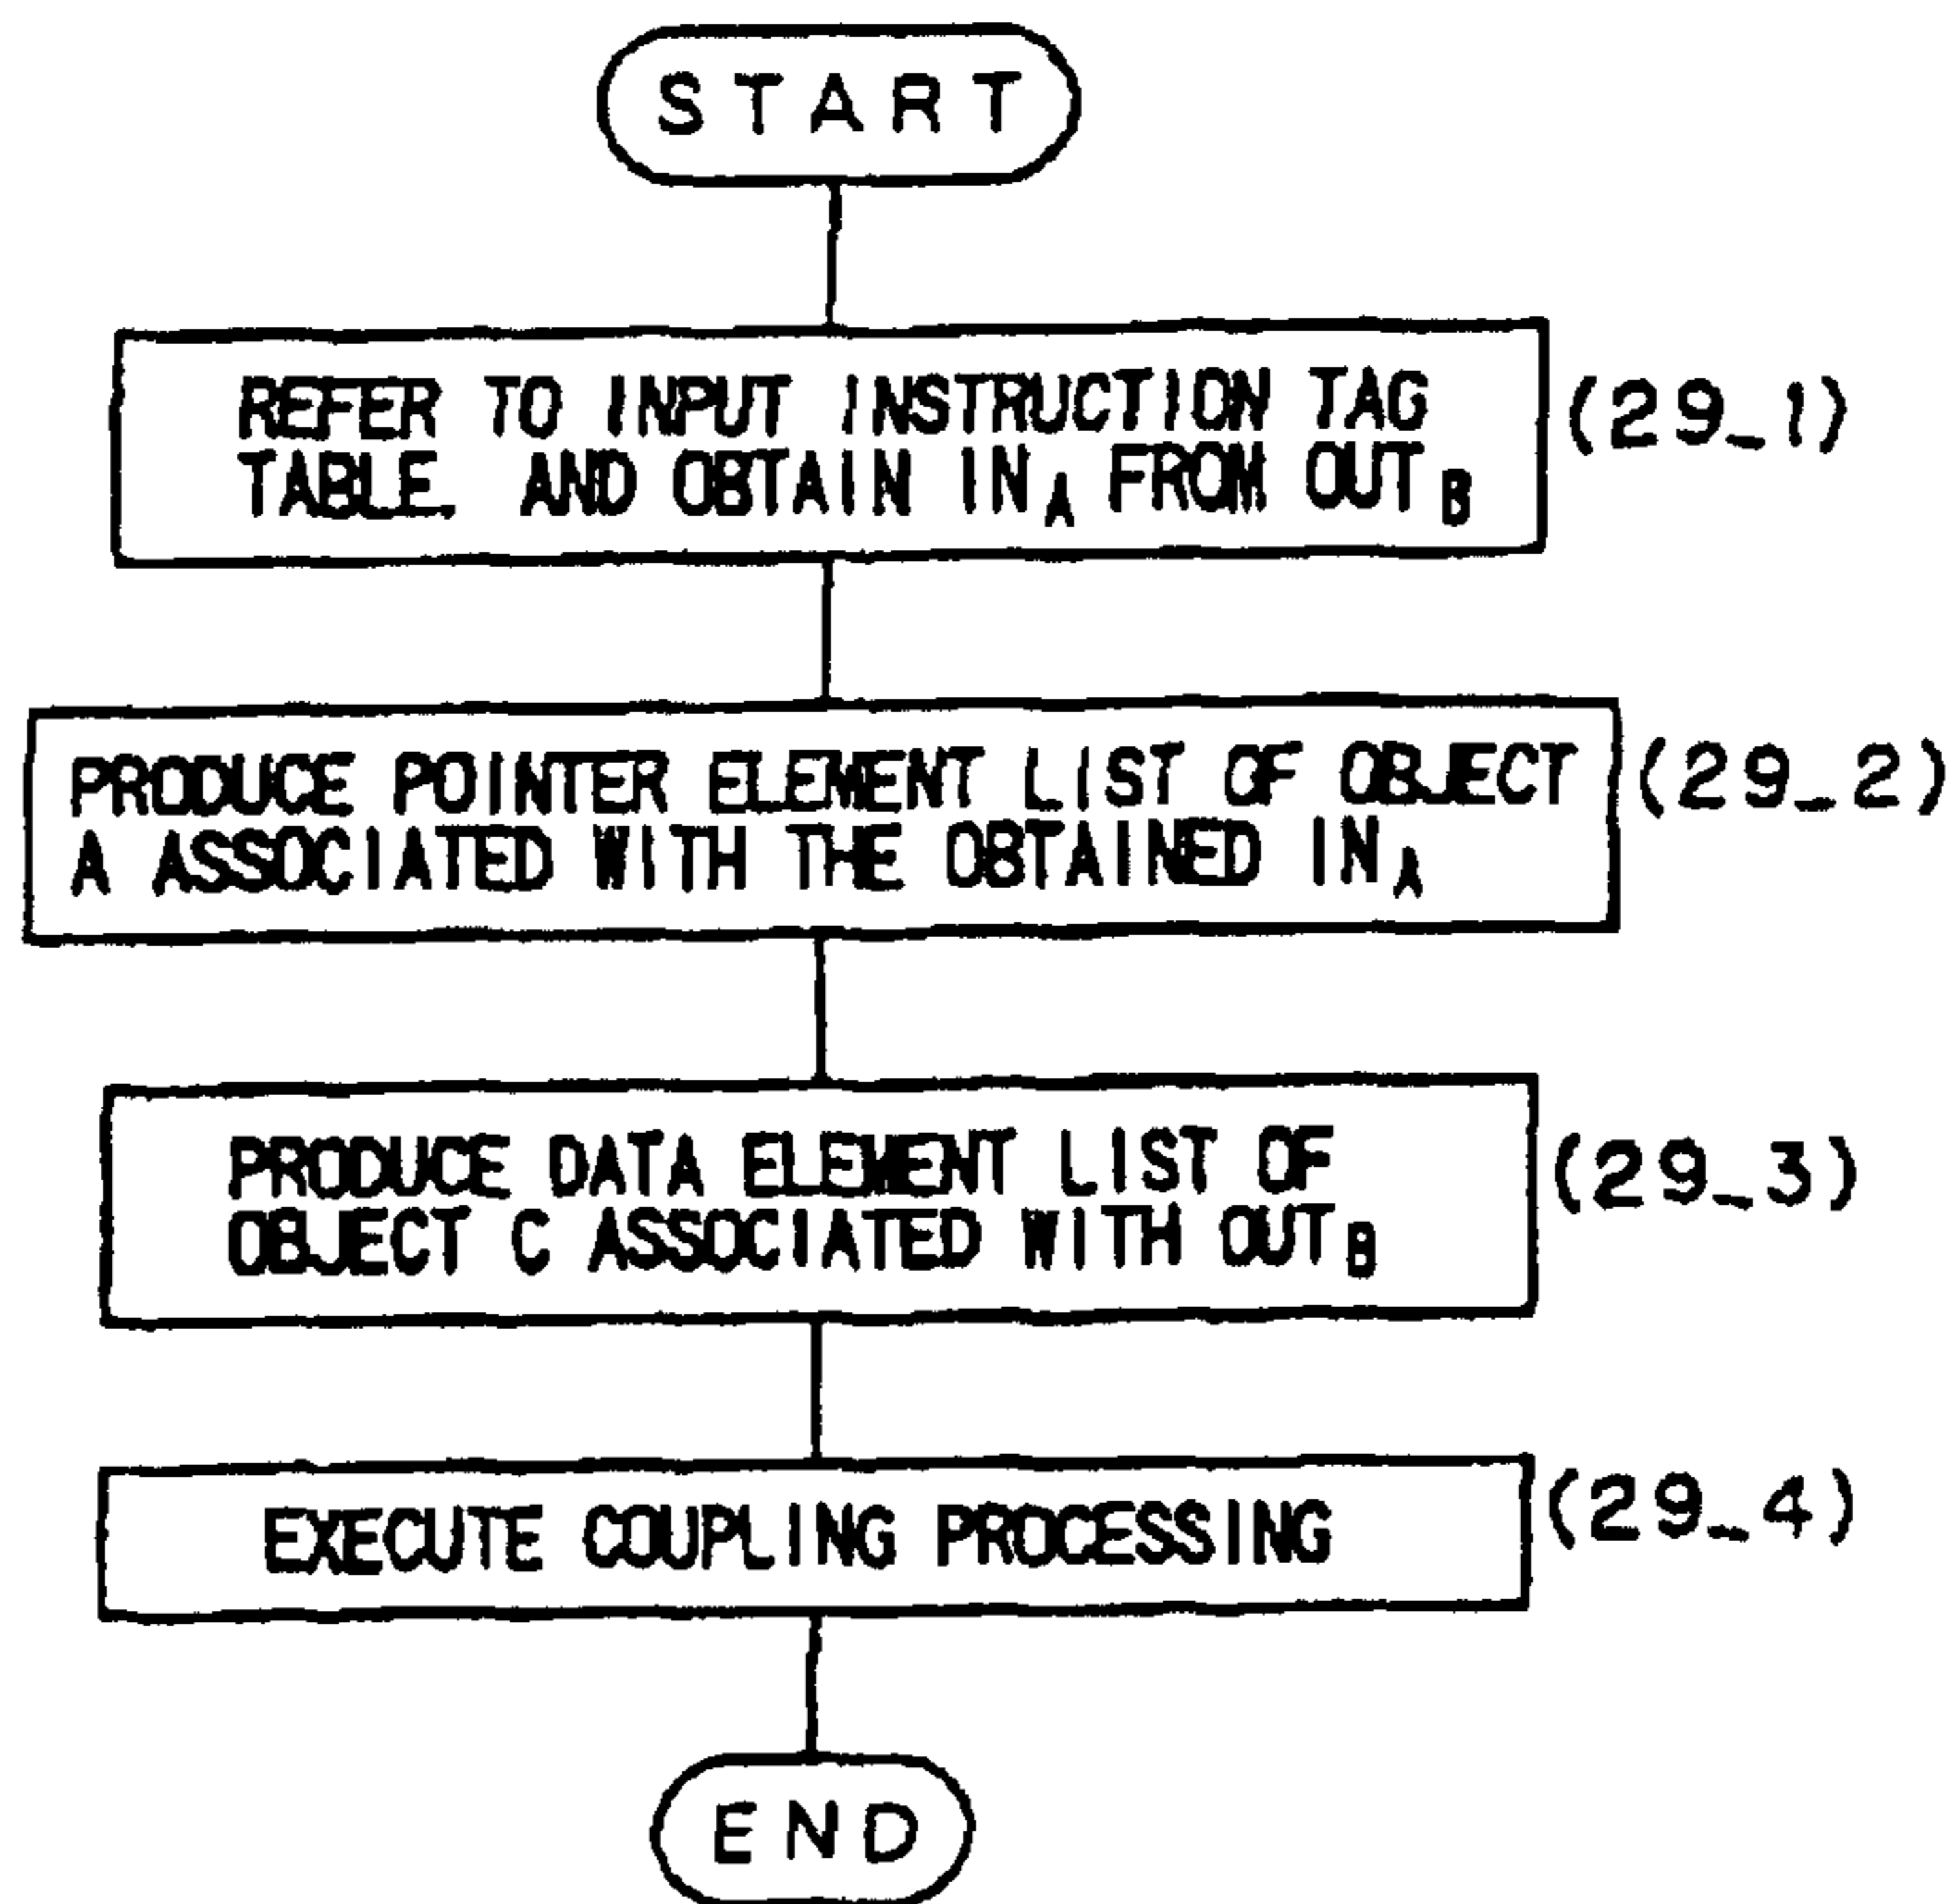 START
REFER TO INPUT INSTRUCTION TAG (29_1)
TABLE AND OBTAIN IN_A FROM OUT_B
PRODUCE POINTER ELEMENT LIST OF OBJECT (29_2)
A ASSOCIATED WITH THE OBTAINED IN_A
PRODUCE DATA ELEMENT LIST OF (29_3)
OBJECT C ASSOCIATED WITH OUT_B
EXECUTE COUPLING PROCESSING (29_4)
END